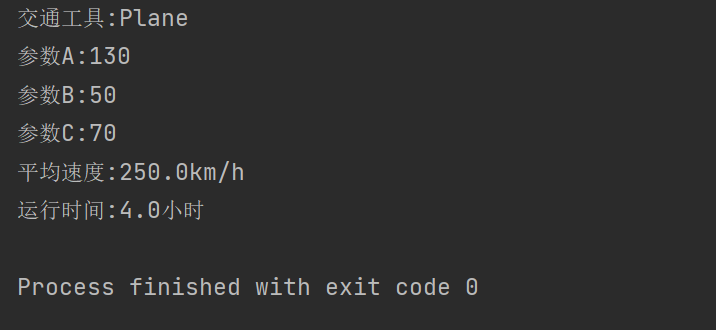 交通工具:Plane
参数A:130
参数B:50
参数C:70
平均速度:250.0km/h
运行时间:4.0小时
Process finished with exit code 0